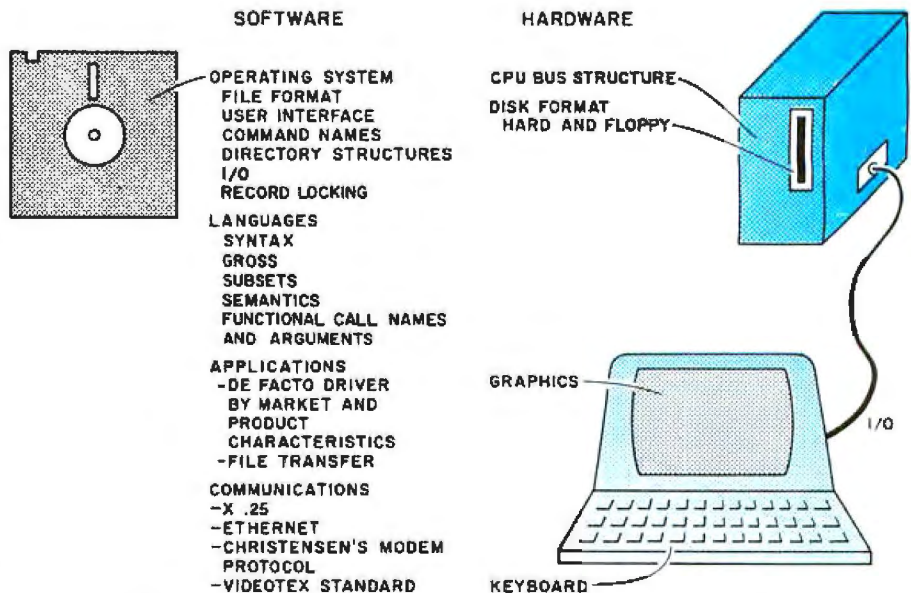 SOFTWARE
OPERATING SYSTEM
FILE FORMAT
USER INTERFACE
COMMAND NAMES
DIRECTORY STRUCTURES
I/O
RECORD LOCKING
LANGUAGES
SYNTAX
GROSS
SUBSETS
SEMANTICS
FUNCTIONAL CALL NAMES
AND ARGUMENTS
APPLICATIONS
-DE FACTO DRIVER
BY MARKET AND
PRODUCT
CHARACTERISTICS
-FILE TRANSFER
COMMUNICATIONS
-X .25
-ETHERNET
-CHRISTENSEN'S MODEM
PROTOCOL
-VIDEOTEX STANDARD
HARDWARE
CPU BUS STRUCTURE
DISK FORMAT
HARD AND FLOPPY
GRAPHICS
I/O
KEYBOARD